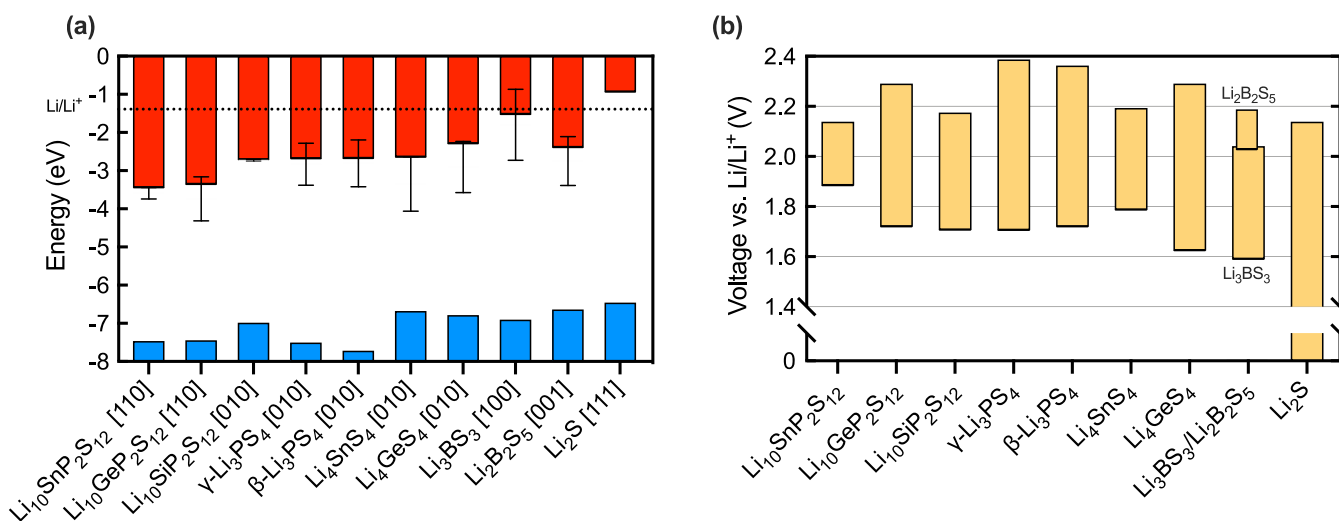 (a)
Energy (eV)
0
-1
Li/Li⁺
-2
-3
-4
-5
-6
-7
-8
Li₁₀SnP₂S₁₂ [110]
Li₁₀GeP₂S₁₂ [110]
Li₁₀SiP₂S₁₂ [010]
γ-Li₃PS₄ [010]
β-Li₃PS₄ [010]
Li₄SnS₄ [010]
Li₄GeS₄ [010]
Li₃BS₃ [100]
Li₂B₂S₅ [001]
Li₂S [111]
(b)
Voltage vs. Li/Li⁺ (V)
2.4
2.2
2.0
1.8
1.6
1.4
0
Li₂B₂S₅
Li₃BS₃
Li₁₀SnP₂S₁₂
Li₁₀GeP₂S₁₂
Li₁₀SiP₂S₁₂
γ-Li₃PS₄
β-Li₃PS₄
Li₄SnS₄
Li₄GeS₄
Li₃BS₃/Li₂B₂S₅
Li₂S